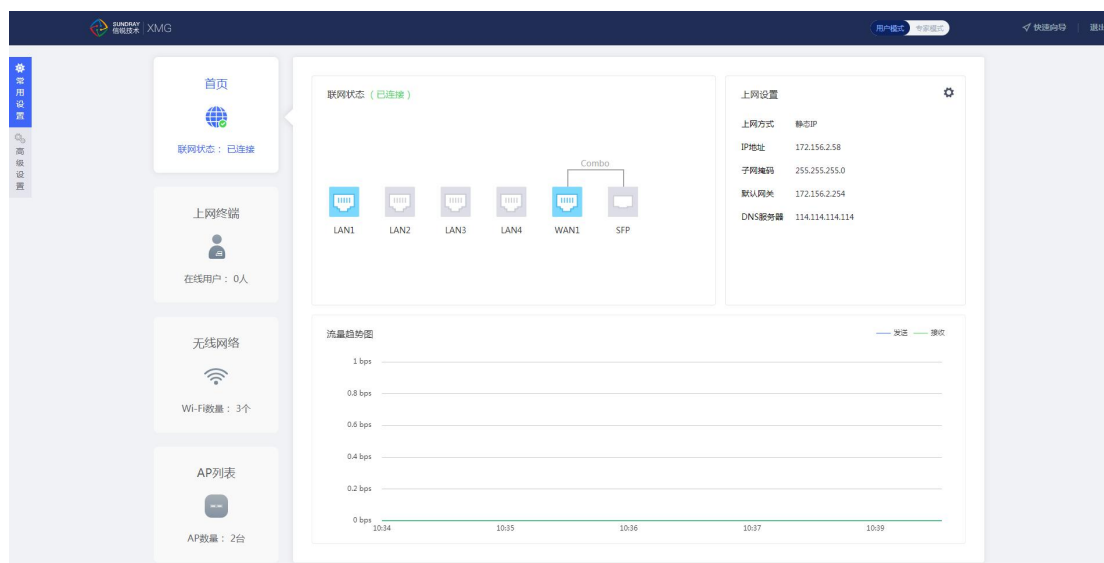 SUNDRAY
信锐技术
XMG
用户模式
专家模式
快速向导
退出
常用设置
高级设置
首页
联网状态：已连接
上网终端
在线用户：0人
无线网络
Wi-Fi数量：3个
AP列表
AP数量：2台
联网状态（已连接）
Combo
LAN1 LAN2 LAN3 LAN4 WAN1 SFP
上网设置
上网方式 静态IP
IP地址 172.156.2.58
子网掩码 255.255.255.0
默认网关 172.156.2.254
DNS服务器 114.114.114.114
流量趋势图
发送 接收
1 bps
0.8 bps
0.6 bps
0.4 bps
0.2 bps
0 bps
10:34 10:35 10:36 10:37 10:39